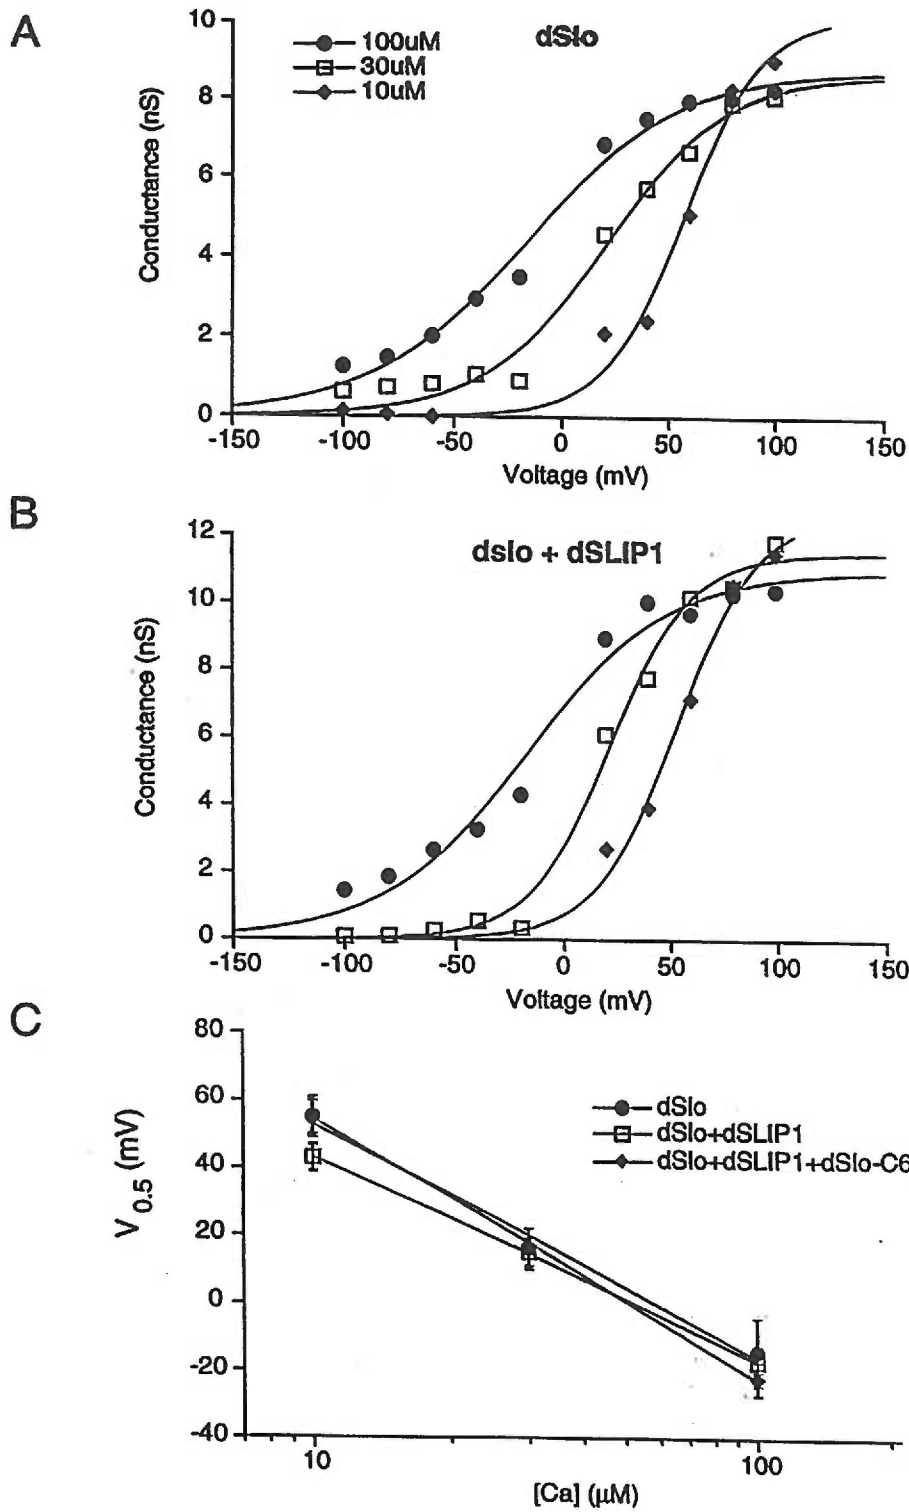 A
dSlo
100uM
30uM
10uM
Conductance (nS)
10
8
6
4
2
0
-150 -100 -50 0 50 100 150
Voltage (mV)
B
dslo + dSLIP1
Conductance (nS)
12
10
8
6
4
2
0
-150 -100 -50 0 50 100 150
Voltage (mV)
C
V 0.5 (mV)
80
60
40
20
0
-20
-40
dSlo
dSlo+dSLIP1
dSlo+dSLIP1+dSlo-C6
10 100
[Ca] (µM)